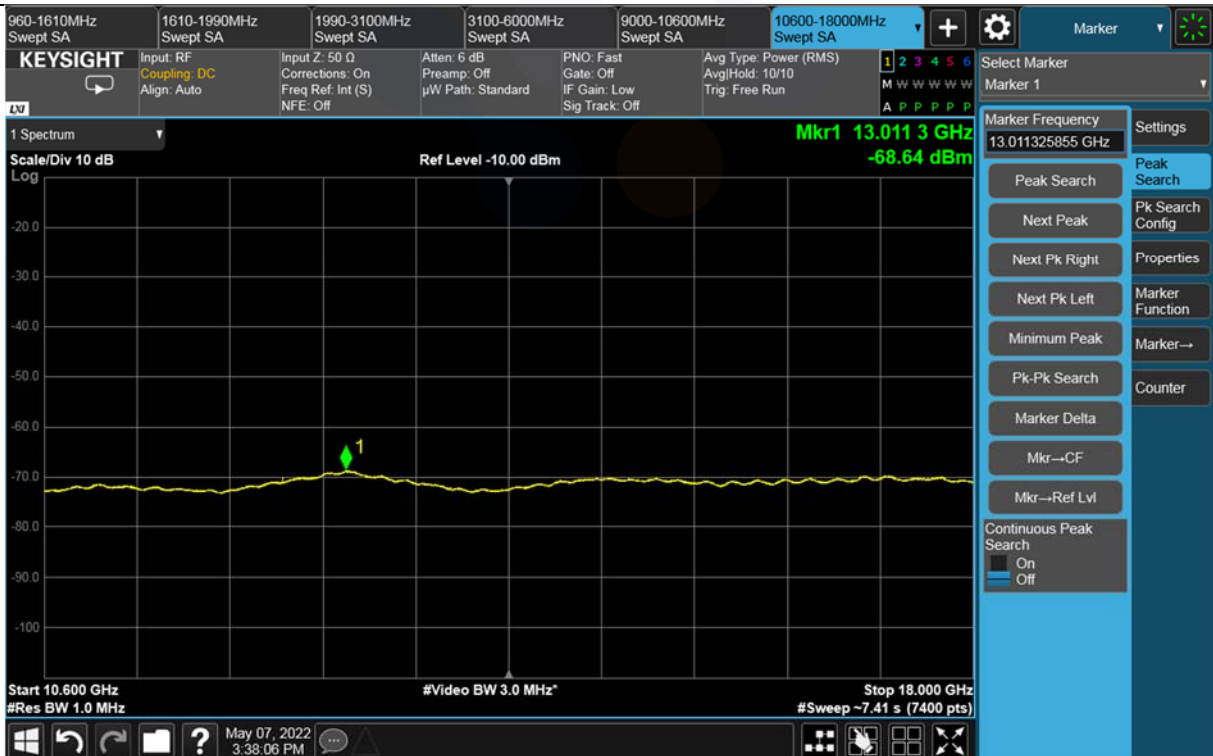 960-1610MHz
Swept SA
1610-1990MHz
Swept SA
1990-3100MHz
Swept SA
3100-6000MHz
Swept SA
9000-10600MHz
Swept SA
10600-18000MHz
Swept SA
Marker
KEYSIGHT
LXI
Input: RF
Coupling: DC
Align: Auto
Input Z: 50 Ω
Corrections: On
Freq Ref: Int (S)
NFE: Off
Atten: 6 dB
Preamp: Off
µW Path: Standard
PNO: Fast
Gate: Off
IF Gain: Low
Sig Track: Off
Avg Type: Power (RMS)
Avg|Hold: 10/10
Trig: Free Run
1 2 3 4 5 6
M W W W W W
A P P P P P
Select Marker
Marker 1
1 Spectrum
Mkr1 13.011 3 GHz
-68.64 dBm
Scale/Div 10 dB
Ref Level -10.00 dBm
Log
-20.0
-30.0
-40.0
-50.0
-60.0
-70.0
-80.0
-90.0
-100
1
Start 10.600 GHz
#Video BW 3.0 MHz*
Stop 18.000 GHz
#Res BW 1.0 MHz
#Sweep ~7.41 s (7400 pts)
Marker Frequency
13.011325855 GHz
Peak Search
Next Peak
Next Pk Right
Next Pk Left
Minimum Peak
Pk-Pk Search
Marker Delta
Mkr→CF
Mkr→Ref Lvl
Continuous Peak
Search
On
Off
Settings
Peak
Search
Pk Search
Config
Properties
Marker
Function
Marker→
Counter
?
May 07, 2022
3:38:06 PM